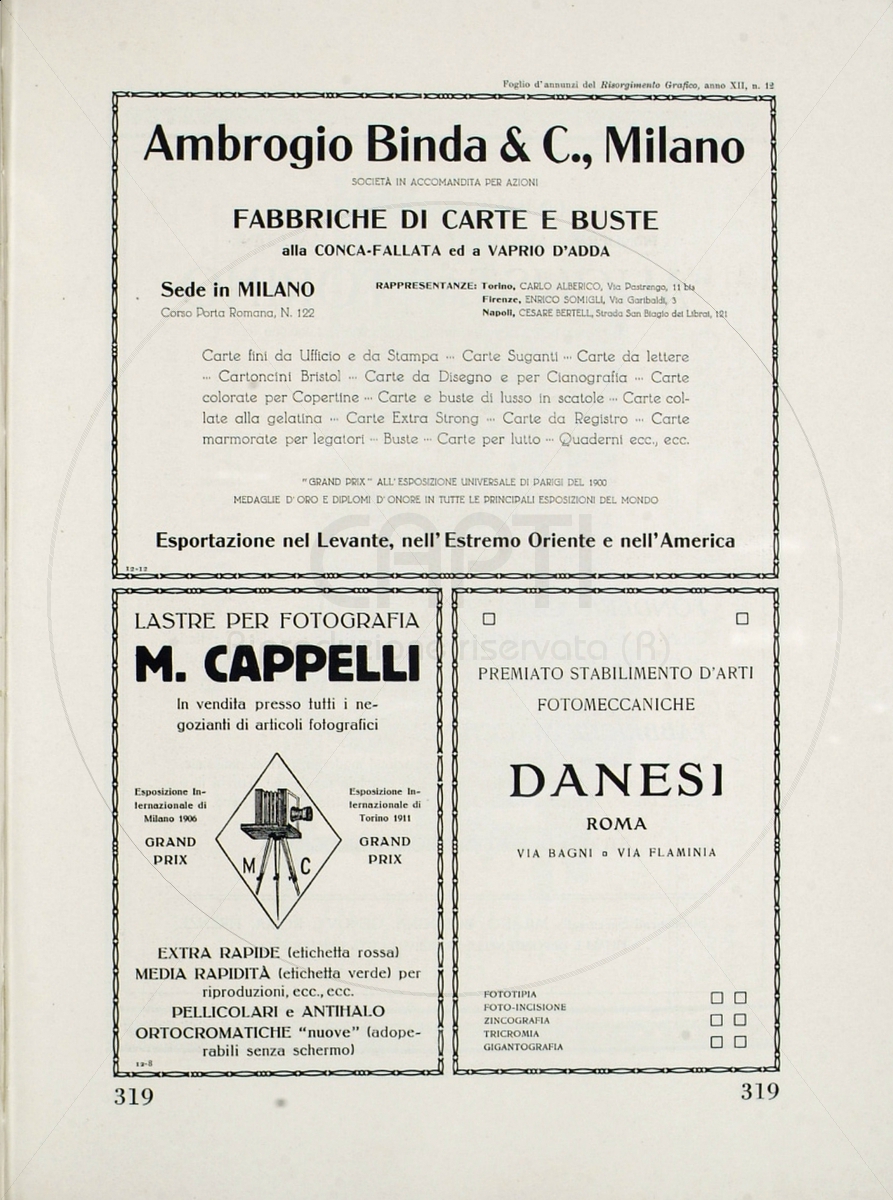 Foglio d'annunzi del Risorgimento Grafico, anno XII, n. 12
Ambrogio Binda & C., Milano
SOCIETÀ IN ACCOMANDITA PER AZIONI
FABBRICHE DI CARTE E BUSTE
alla CONCA-FALLATA ed a VAPRIO D'ADDA
Sede in MILANO
Corso Porta Romana, N. 122
RAPPRESENTANZE: Torino, CARLO ALBERICO, Via Pastrengo, 11 bis
Firenze, ENRICO SOMIGLI, Via Garibaldi, 3
Napoli, CESARE BERTELL, Strada San Biagio dei Librai, 121
Carte fini da Ufficio e da Stampa ··· Carte Suganti ··· Carte da lettere
··· Cartoncini Bristol ··· Carte da Disegno e per Cianografia ··· Carte
colorate per Copertine ··· Carte e buste di lusso in scatole ··· Carte col-
late alla gelatina ··· Carte Extra Strong ··· Carte da Registro ··· Carte
marmorate per legatori ··· Buste ··· Carte per lutto ··· Quaderni ecc., ecc.
"GRAND PRIX" ALL'ESPOSIZIONE UNIVERSALE DI PARIGI DEL 1900
MEDAGLIE D'ORO E DIPLOMI D'ONORE IN TUTTE LE PRINCIPALI ESPOSIZIONI DEL MONDO
Esportazione nel Levante, nell'Estremo Oriente e nell'America
12-12
CAPTI
Riproduzione riservata (R)
LASTRE PER FOTOGRAFIA
M. CAPPELLI
In vendita presso tutti i ne-
gozianti di articoli fotografici
Esposizione In-
ternazionale di
Milano 1906
GRAND
PRIX
M C
Esposizione In-
ternazionale di
Torino 1911
GRAND
PRIX
EXTRA RAPIDE (etichetta rossa)
MEDIA RAPIDITÀ (etichetta verde) per
riproduzioni, ecc., ecc.
PELLICOLARI e ANTIHALO
ORTOCROMATICHE "nuove" (adope-
rabili senza schermo)
12-8
PREMIATO STABILIMENTO D'ARTI
FOTOMECCANICHE
DANESI
ROMA
VIA BAGNI ▫ VIA FLAMINIA
FOTOTIPIA
FOTO-INCISIONE
ZINCOGRAFIA
TRICROMIA
GIGANTOGRAFIA
319
319